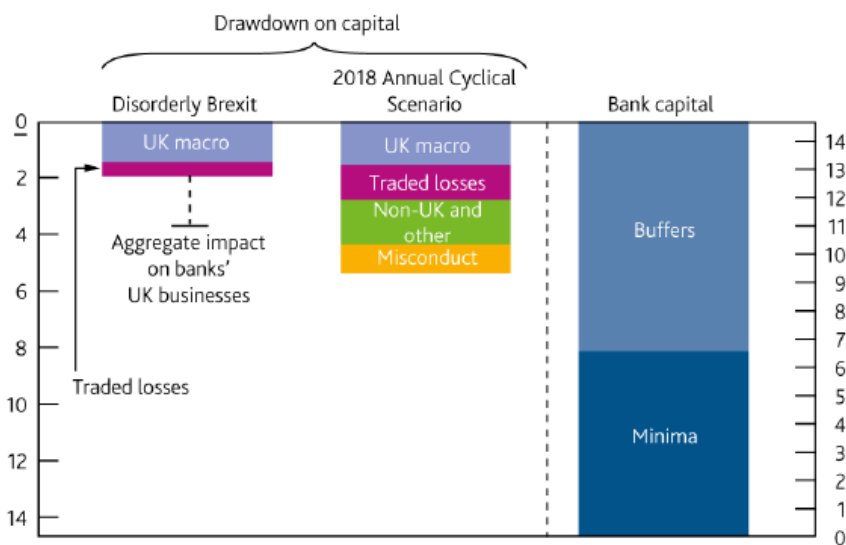 Drawdown on capital
Disorderly Brexit
2018 Annual Cyclical
Scenario
Bank capital
0
2
4
6
8
10
12
14
UK macro
Aggregate impact
on banks'
UK businesses
Traded losses
UK macro
Traded losses
Non-UK and
other
Misconduct
Buffers
Minima
14
13
12
11
10
9
8
7
6
5
4
3
2
1
0